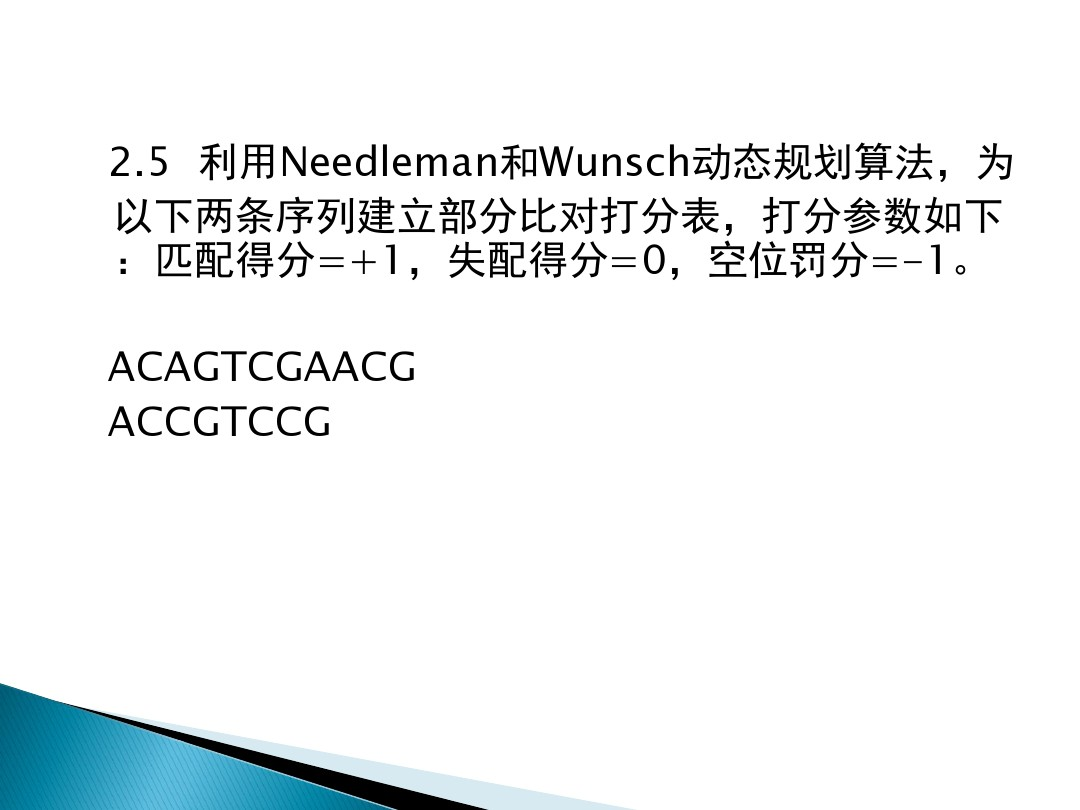 2.5 利用Needleman和Wunsch动态规划算法，为
以下两条序列建立部分比对打分表，打分参数如下
：匹配得分=+1，失配得分=0，空位罚分=-1。
ACAGTCGAACG
ACCGTCCG